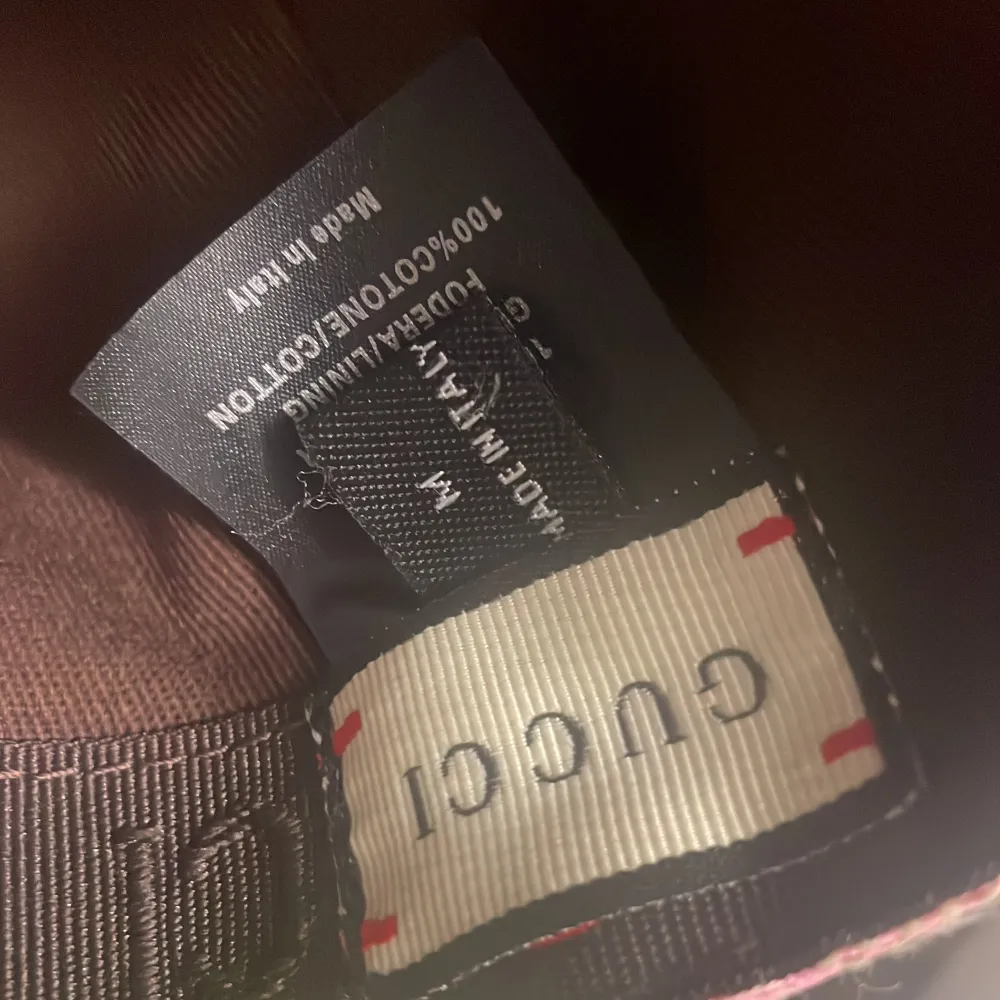 FODERA/LINING
100%COTONE/COTTON
Made in Italy
MADE IN ITALY
M
GUCCI